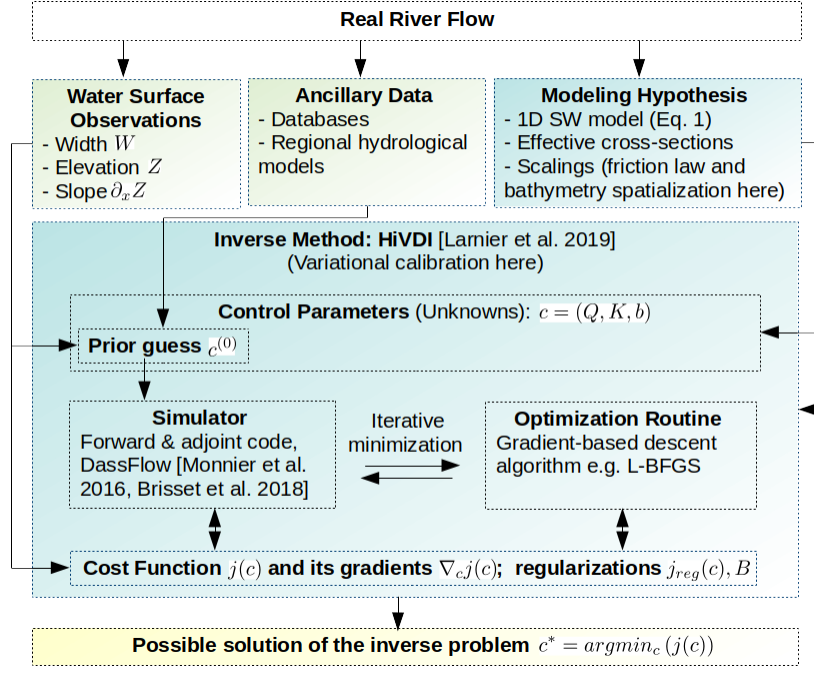 Real River Flow
Water Surface
Observations
- Width W
- Elevation Z
- Slope ∂ₓZ
Ancillary Data
- Databases
- Regional hydrological
models
Modeling Hypothesis
- 1D SW model (Eq. 1)
- Effective cross-sections
- Scalings (friction law and
bathymetry spatialization here)
Inverse Method: HiVDI [Larnier et al. 2019]
(Variational calibration here)
Control Parameters (Unknowns): c = (Q, K, b)
Prior guess c⁽⁰⁾
Simulator
Forward & adjoint code,
DassFlow [Monnier et al.
2016, Brisset et al. 2018]
Iterative
minimization
Optimization Routine
Gradient-based descent
algorithm e.g. L-BFGS
Cost Function j(c) and its gradients ∇_c j(c); regularizations j_reg(c), B
Possible solution of the inverse problem c* = argmin_c (j(c))